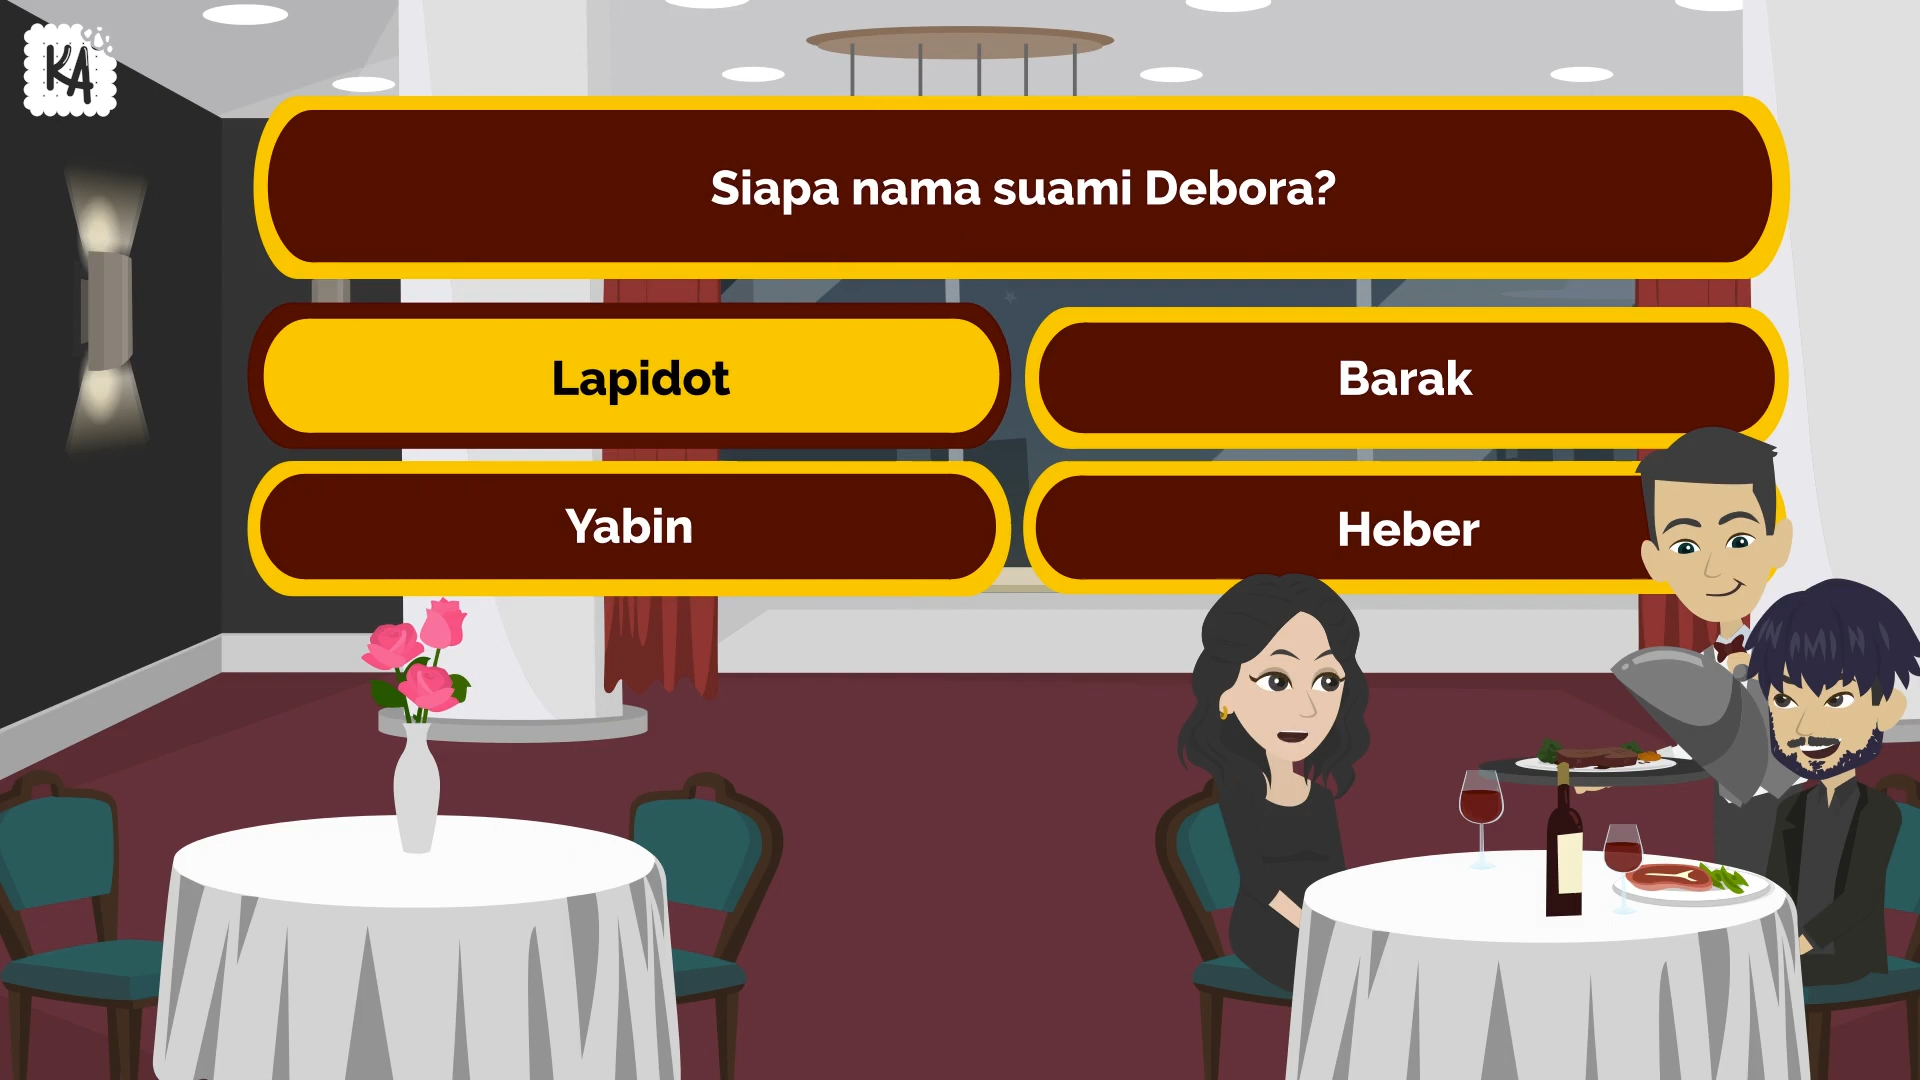 KA
Siapa nama suami Debora?
Lapidot
Barak
Yabin
Heber